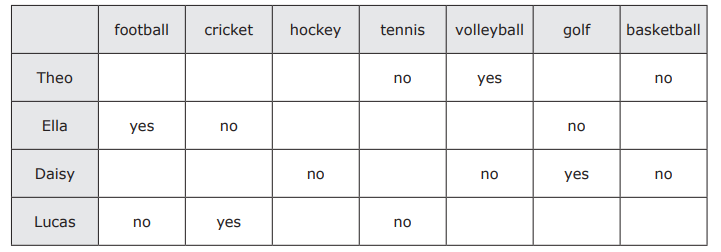 football cricket hockey tennis volleyball golf basketball
Theo no yes no
Ella yes no no
Daisy no no yes no
Lucas no yes no